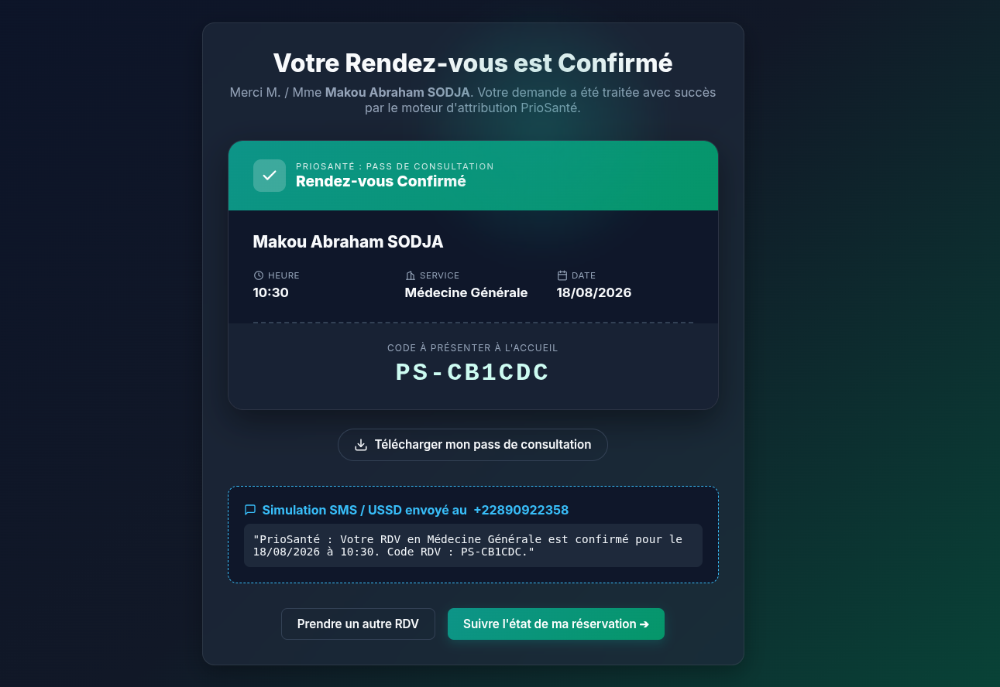 Votre Rendez-vous est Confirmé
Merci M. / Mme Makou Abraham SODJA. Votre demande a été traitée avec succès
par le moteur d'attribution PrioSanté.
PRIOSANTÉ : PASS DE CONSULTATION
Rendez-vous Confirmé
Makou Abraham SODJA
HEURE SERVICE DATE
10:30 Médecine Générale 18/08/2026
CODE À PRÉSENTER À L'ACCUEIL
PS-CB1CDC
Télécharger mon pass de consultation
Simulation SMS / USSD envoyé au +22890922358
"PrioSanté : Votre RDV en Médecine Générale est confirmé pour le
18/08/2026 à 10:30. Code RDV : PS-CB1CDC."
Prendre un autre RDV Suivre l'état de ma réservation ➔